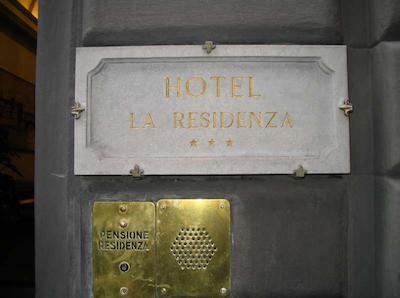 HOTEL
LA RESIDENZA
★ ★ ★
PENSIONE
RESIDENZA